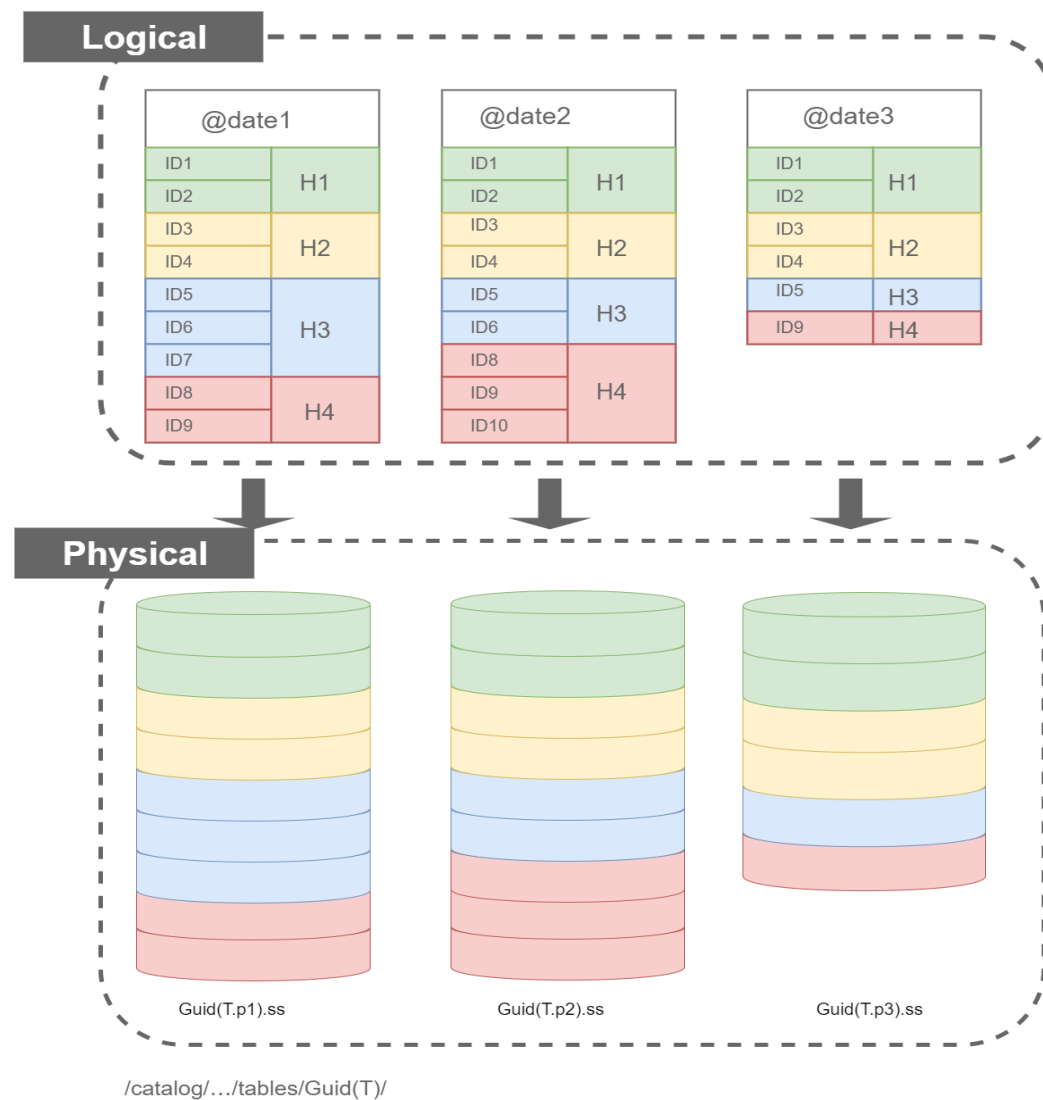 Logical
@date1
ID1
ID2
H1
ID3
ID4
H2
ID5
ID6
ID7
H3
ID8
ID9
H4
@date2
ID1
ID2
H1
ID3
ID4
H2
ID5
ID6
H3
ID8
ID9
ID10
H4
@date3
ID1
ID2
H1
ID3
ID4
H2
ID5
H3
ID9
H4
Physical
Guid(T.p1).ss
Guid(T.p2).ss
Guid(T.p3).ss
/catalog/…/tables/Guid(T)/